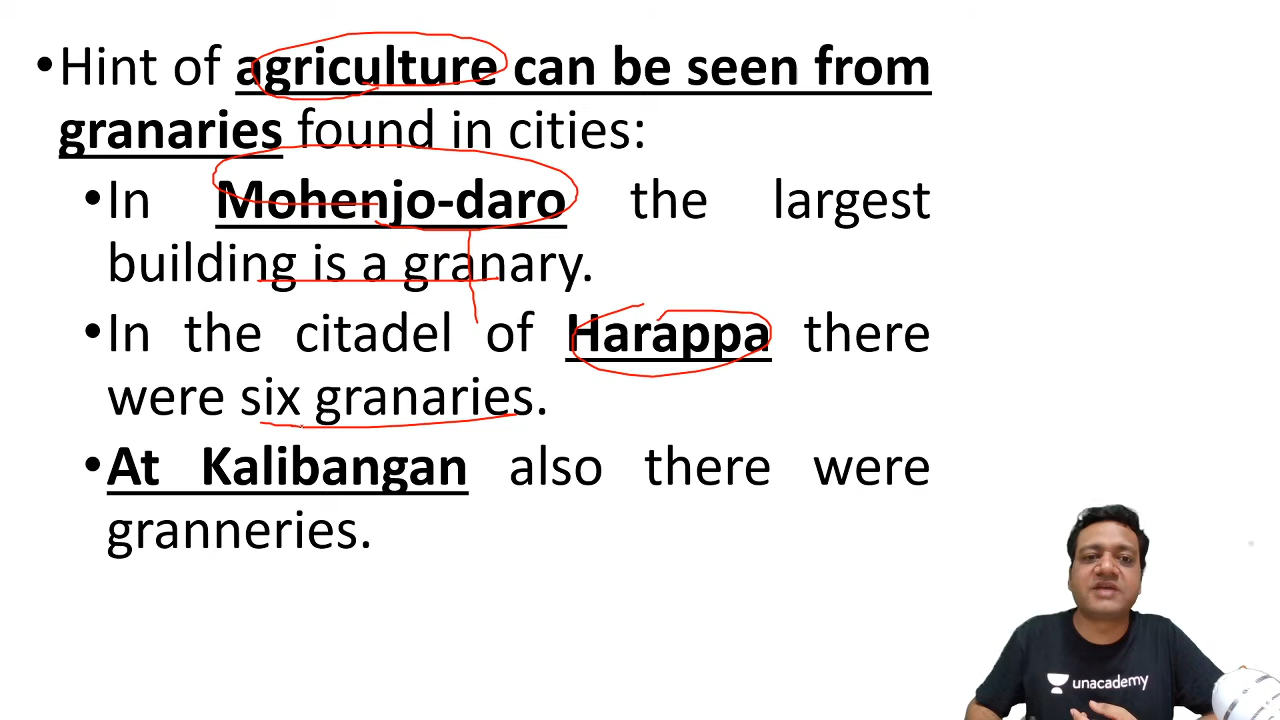 •Hint of agriculture can be seen from
granaries found in cities:
•In Mohenjo-daro the largest
building is a granary.
•In the citadel of Harappa there
were six granaries.
•At Kalibangan also there were
granneries.
unacademy